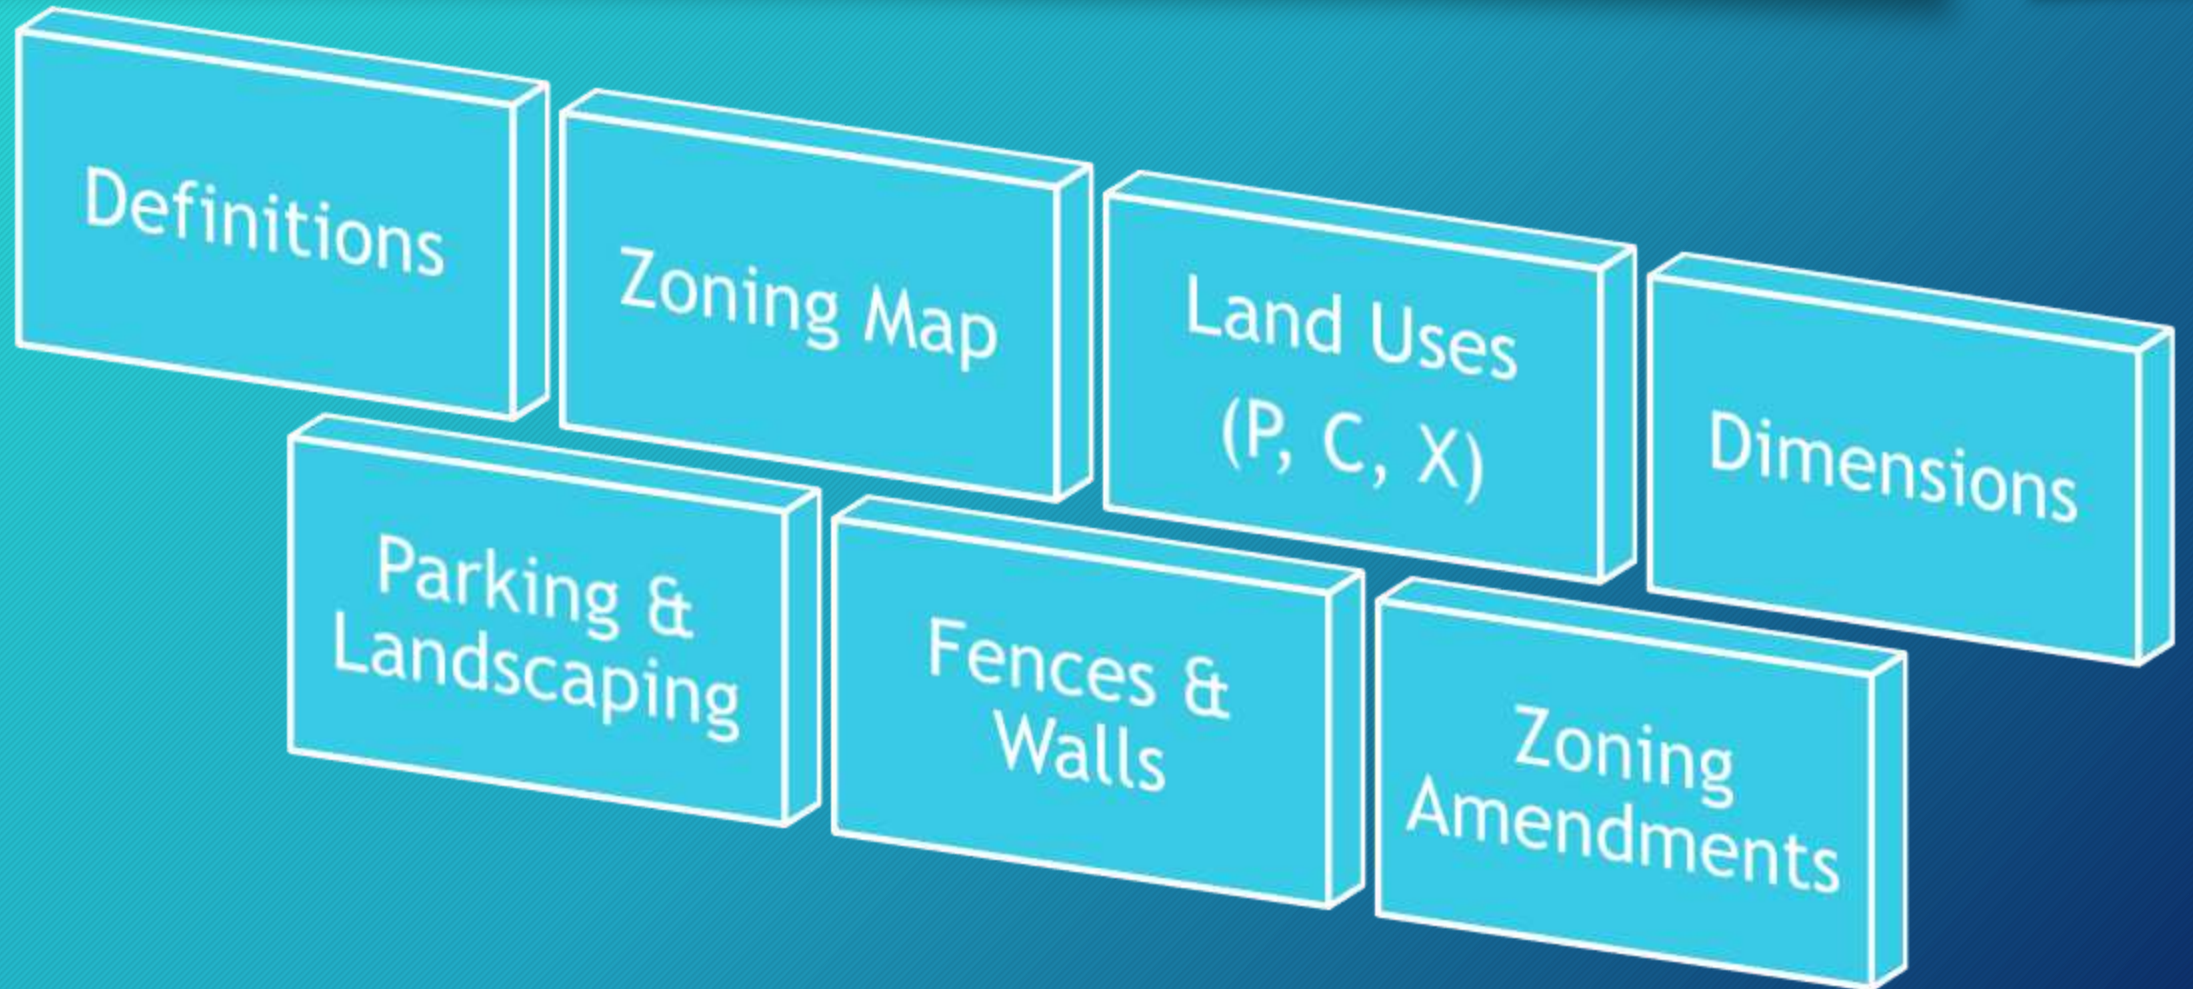 Definitions
Zoning Map
Land Uses
(P, C, X)
Dimensions
Parking &
Landscaping
Fences &
Walls
Zoning
Amendments